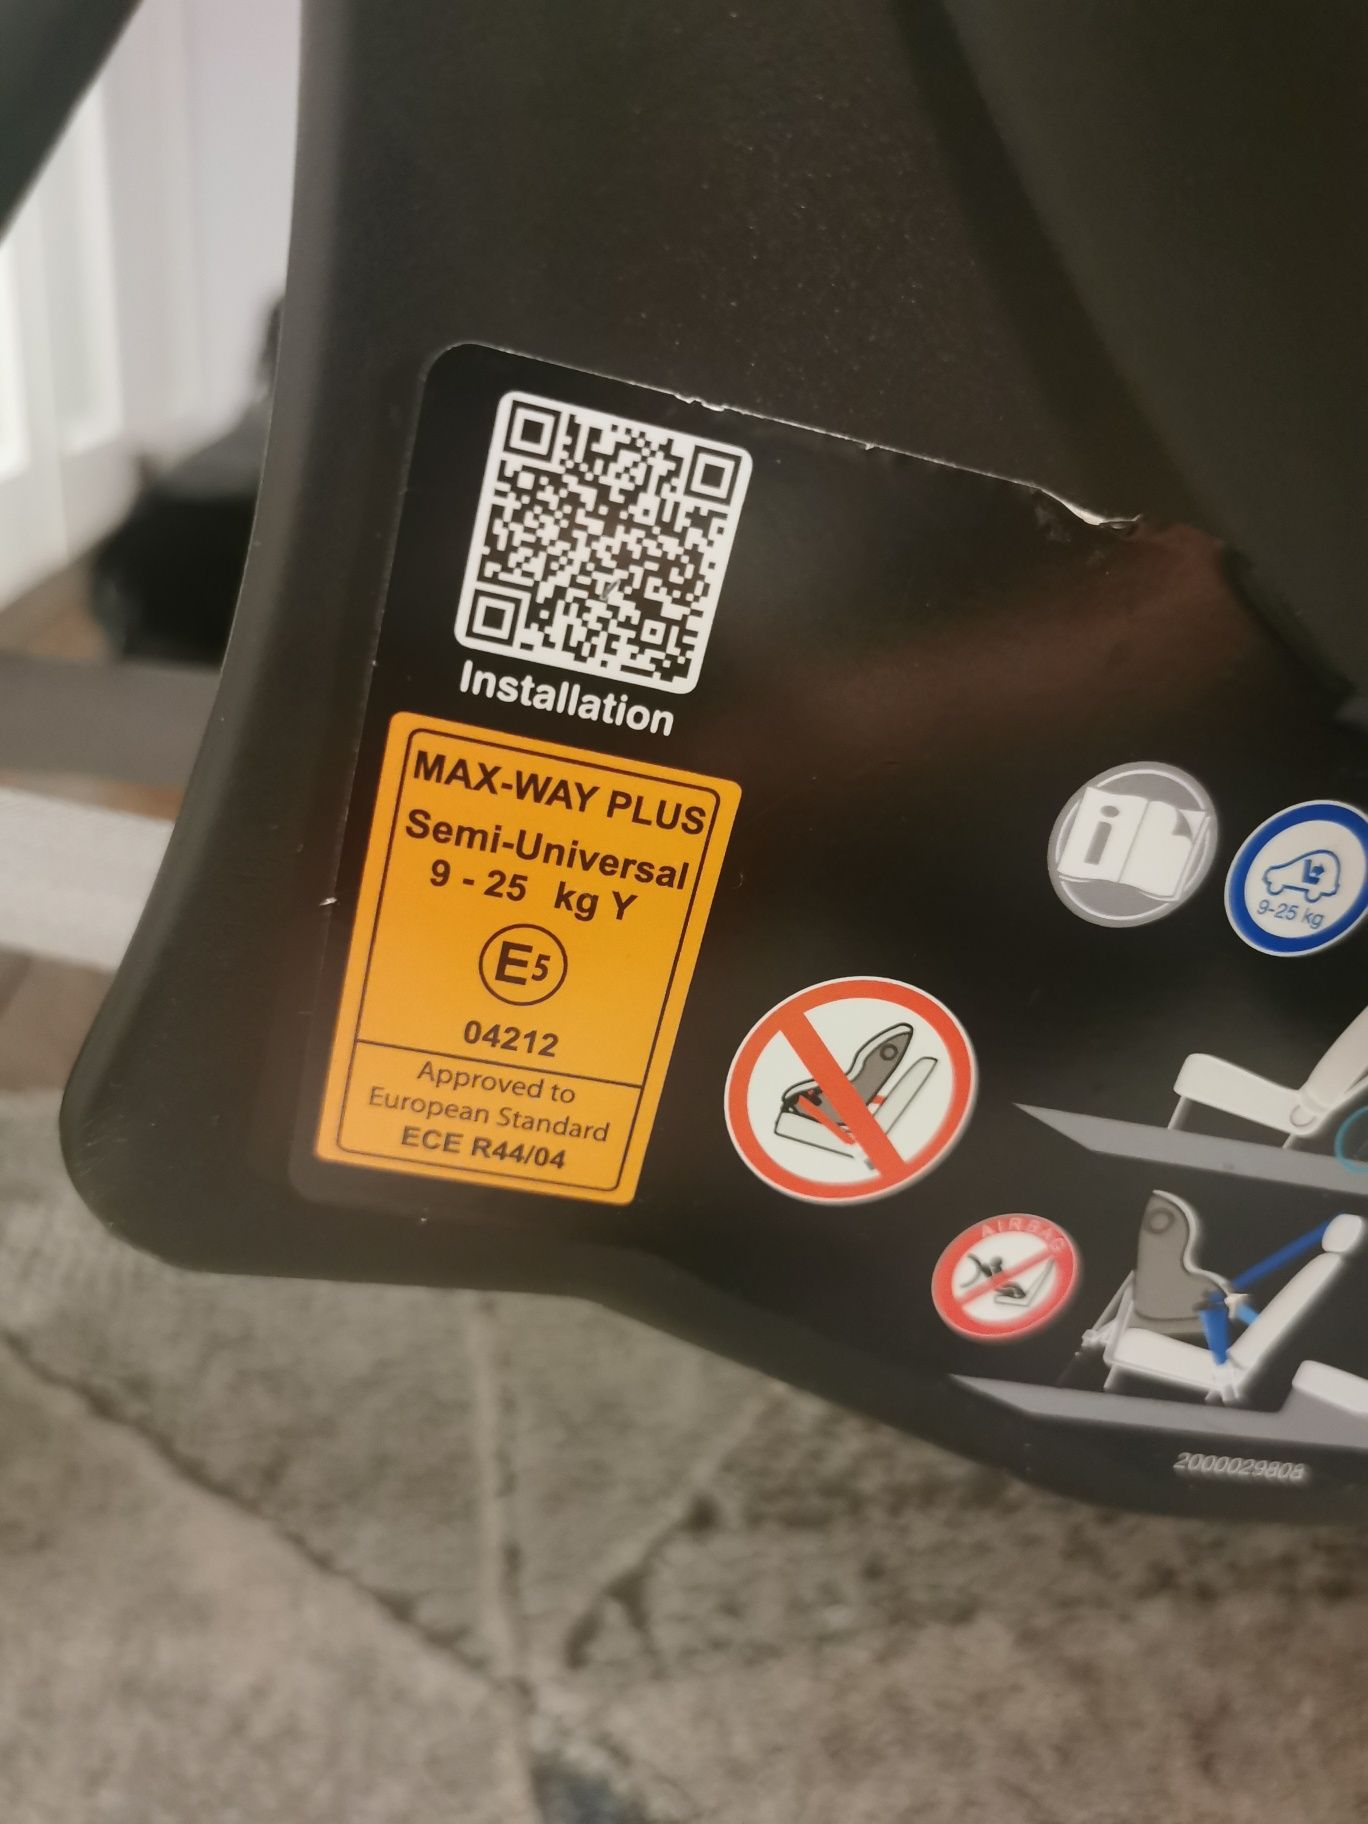 Installation
MAX-WAY PLUS
Semi-Universal
9 - 25 kg Y
E5
04212
Approved to
European Standard
ECE R44/04
i
9-25 kg
AIRBAG
2000029808